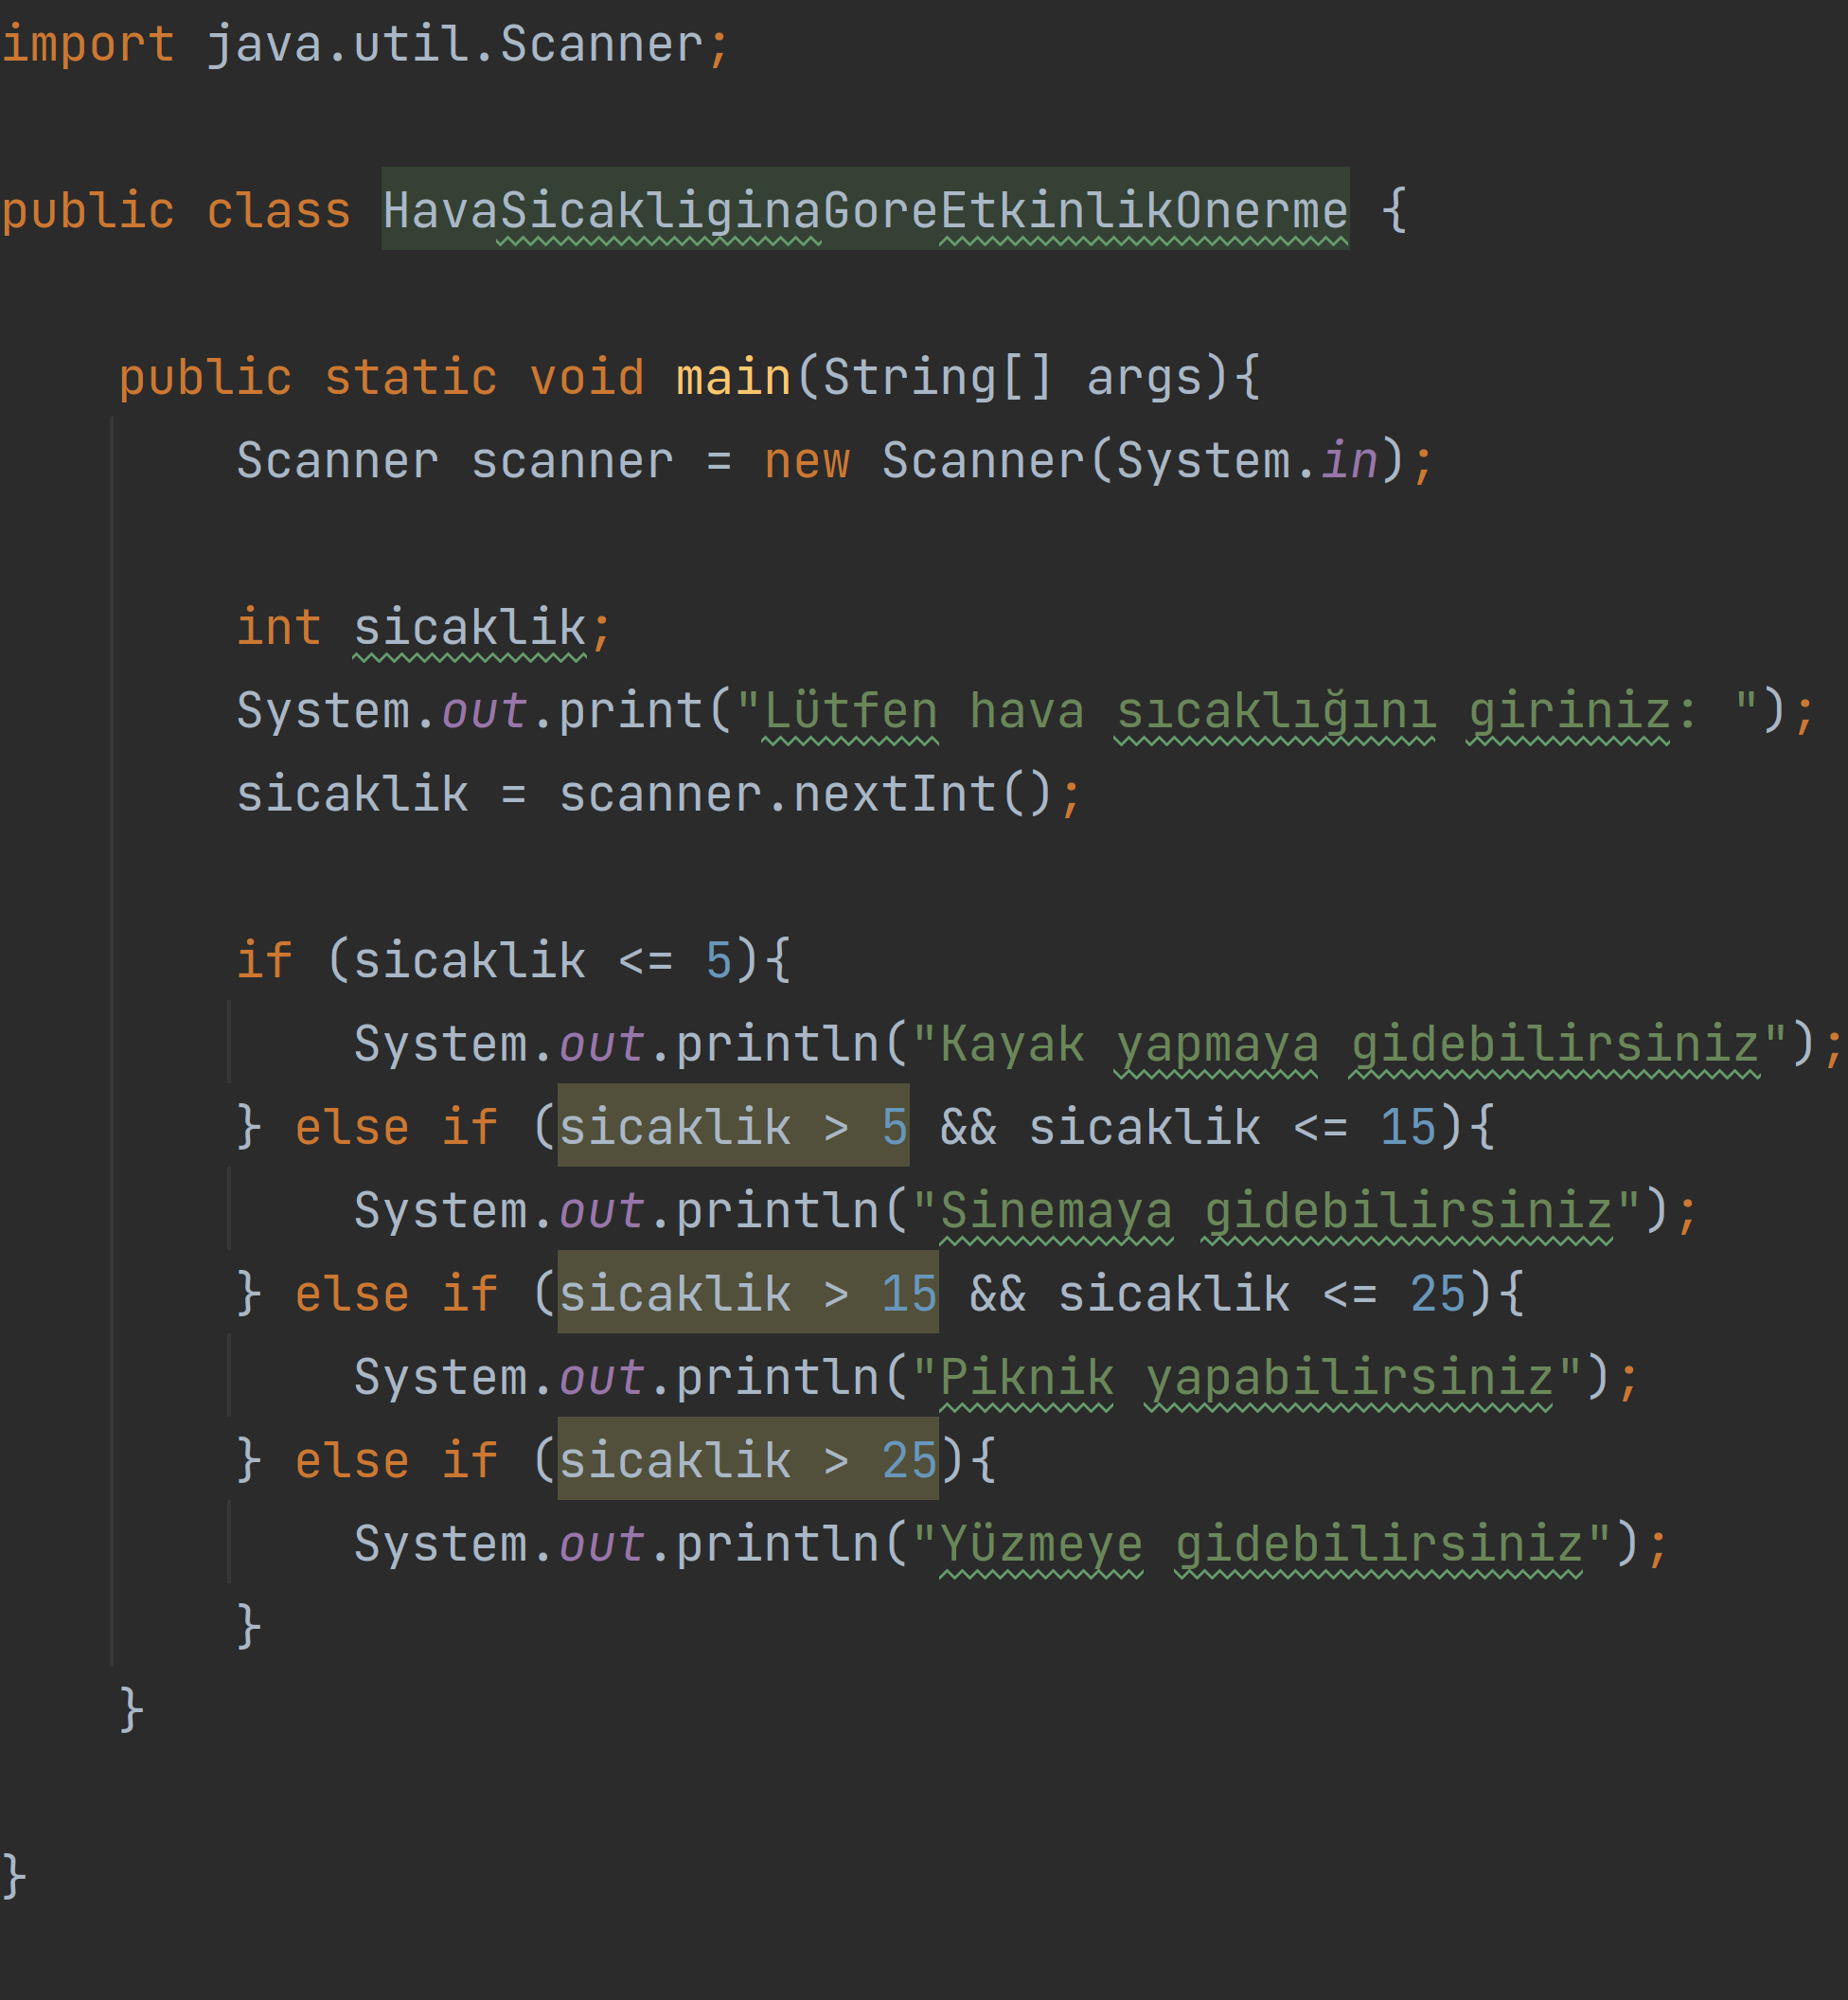 import java.util.Scanner;
public class HavaSicakliginaGoreEtkinlikOnerme {
public static void main(String[] args){
Scanner scanner = new Scanner(System.in);
int sicaklik;
System.out.print("Lütfen hava sıcaklığını giriniz: ");
sicaklik = scanner.nextInt();
if (sicaklik <= 5){
System.out.println("Kayak yapmaya gidebilirsiniz");
} else if (sicaklik > 5 && sicaklik <= 15){
System.out.println("Sinemaya gidebilirsiniz");
} else if (sicaklik > 15 && sicaklik <= 25){
System.out.println("Piknik yapabilirsiniz");
} else if (sicaklik > 25){
System.out.println("Yüzmeye gidebilirsiniz");
}
}
}